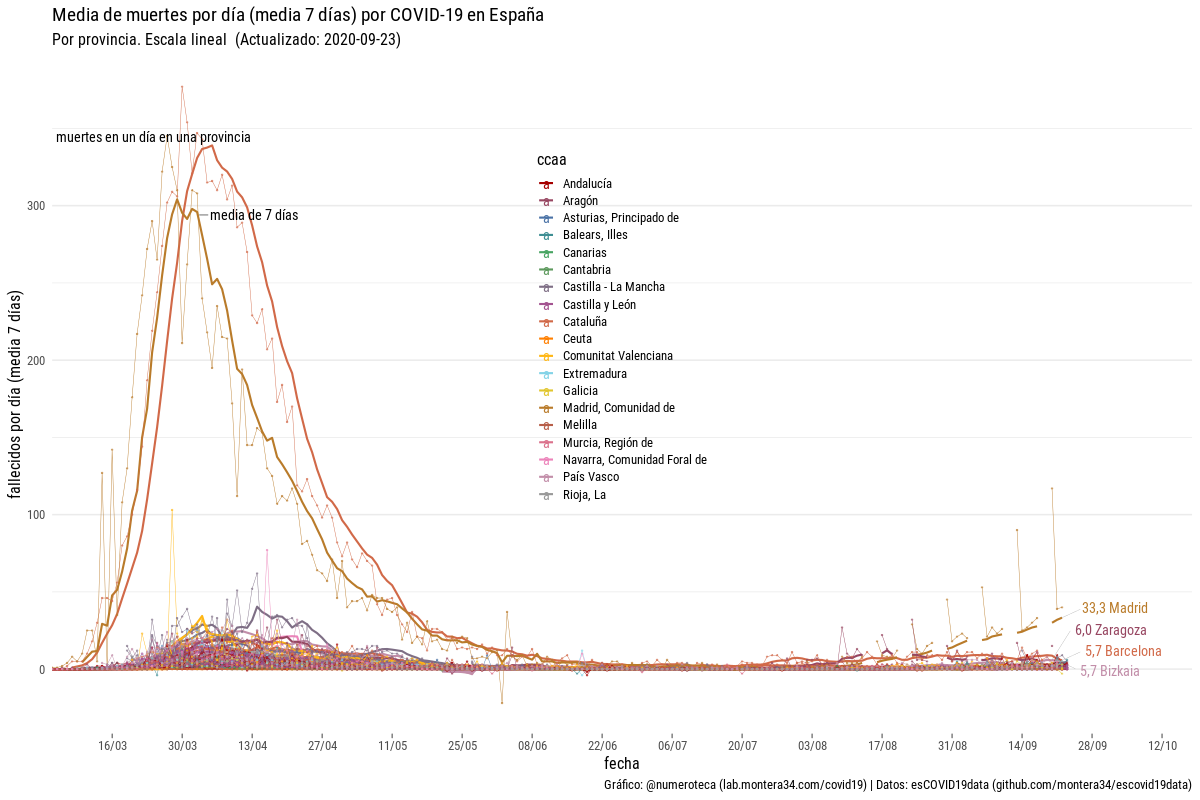 Media de muertes por día (media 7 días) por COVID-19 en España
Por provincia. Escala lineal (Actualizado: 2020-09-23)
muertes en un día en una provincia
media de 7 días
fallecidos por día (media 7 días)
300
200
100
0
ccaa
Andalucía
Aragón
Asturias, Principado de
Balears, Illes
Canarias
Cantabria
Castilla - La Mancha
Castilla y León
Cataluña
Ceuta
Comunitat Valenciana
Extremadura
Galicia
Madrid, Comunidad de
Melilla
Murcia, Región de
Navarra, Comunidad Foral de
País Vasco
Rioja, La
33,3 Madrid
6,0 Zaragoza
5,7 Barcelona
5,7 Bizkaia
16/03 30/03 13/04 27/04 11/05 25/05 08/06 22/06 06/07 20/07 03/08 17/08 31/08 14/09 28/09 12/10
fecha
Gráfico: @numeroteca (lab.montera34.com/covid19) | Datos: esCOVID19data (github.com/montera34/escovid19data)